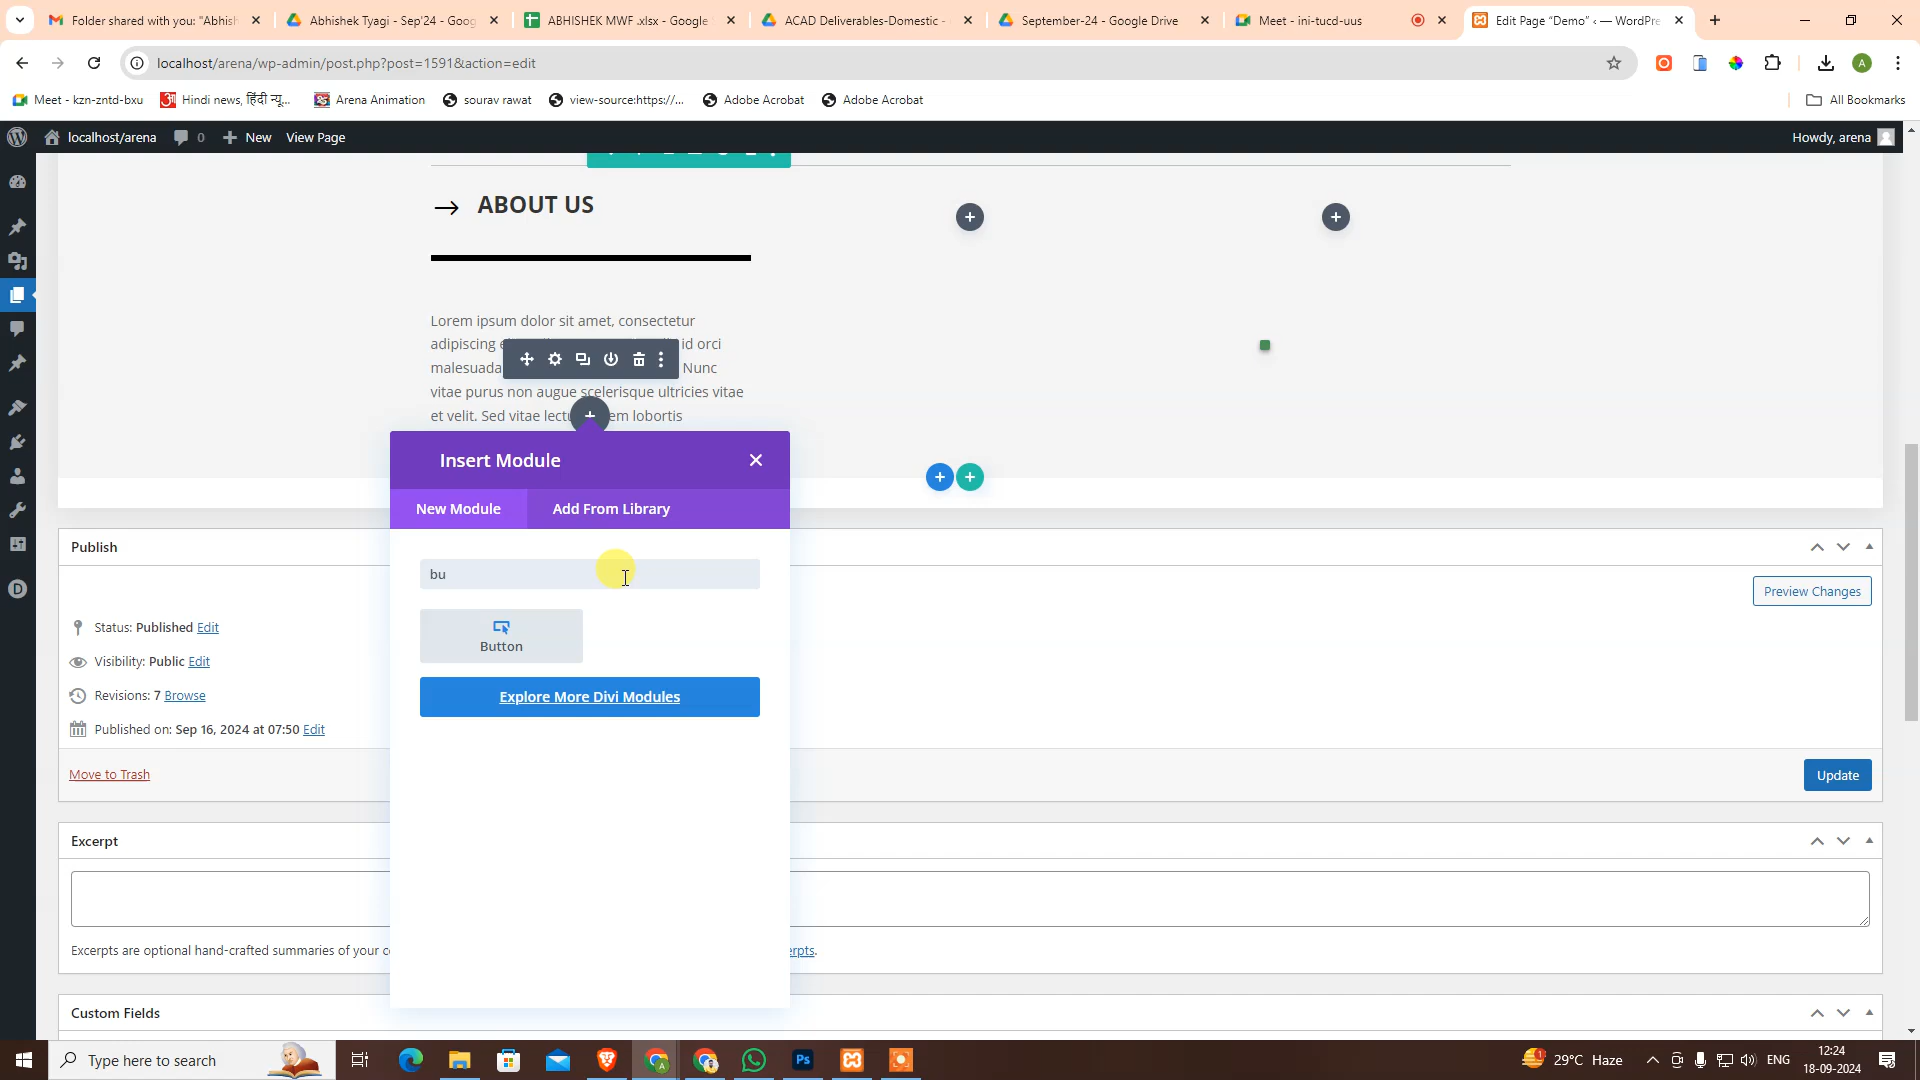 Folder shared with you: "Abhish
Abhishek Tyagi - Sep'24 - Goog
ABHISHEK MWF .xlsx - Google
ACAD Deliverables-Domestic -
September-24 - Google Drive
Meet - ini-tucd-uus
Edit Page "Demo" ‹ — WordPre
localhost/arena/wp-admin/post.php?post=1591&action=edit
Meet - kzn-zntd-bxu
Hindi news, हिंदी न्यू...
Arena Animation
sourav rawat
view-source:https://...
Adobe Acrobat
Adobe Acrobat
All Bookmarks
localhost/arena
0
New
View Page
Howdy, arena
ABOUT US
Lorem ipsum dolor sit amet, consectetur
adipiscing id orci
malesuada Nunc
vitae purus non augue scelerisque ultricies vitae
et velit. Sed vitae lobortis
Insert Module
New Module
Add From Library
bu
Button
Explore More Divi Modules
Publish
Preview Changes
Status: Published Edit
Visibility: Public Edit
Revisions: 7 Browse
Published on: Sep 16, 2024 at 07:50 Edit
Move to Trash
Update
Excerpt
Excerpts are optional hand-crafted summaries of your
Custom Fields
Type here to search
29°C Haze
ENG
12:24
18-09-2024